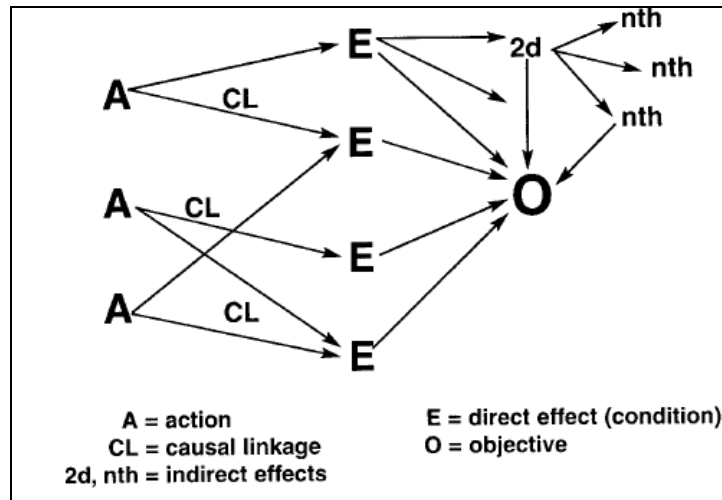 nth
E
2d
nth
A
CL
nth
E
O
A
CL
E
A
CL
E
A = action
CL = causal linkage
2d, nth = indirect effects
E = direct effect (condition)
O = objective